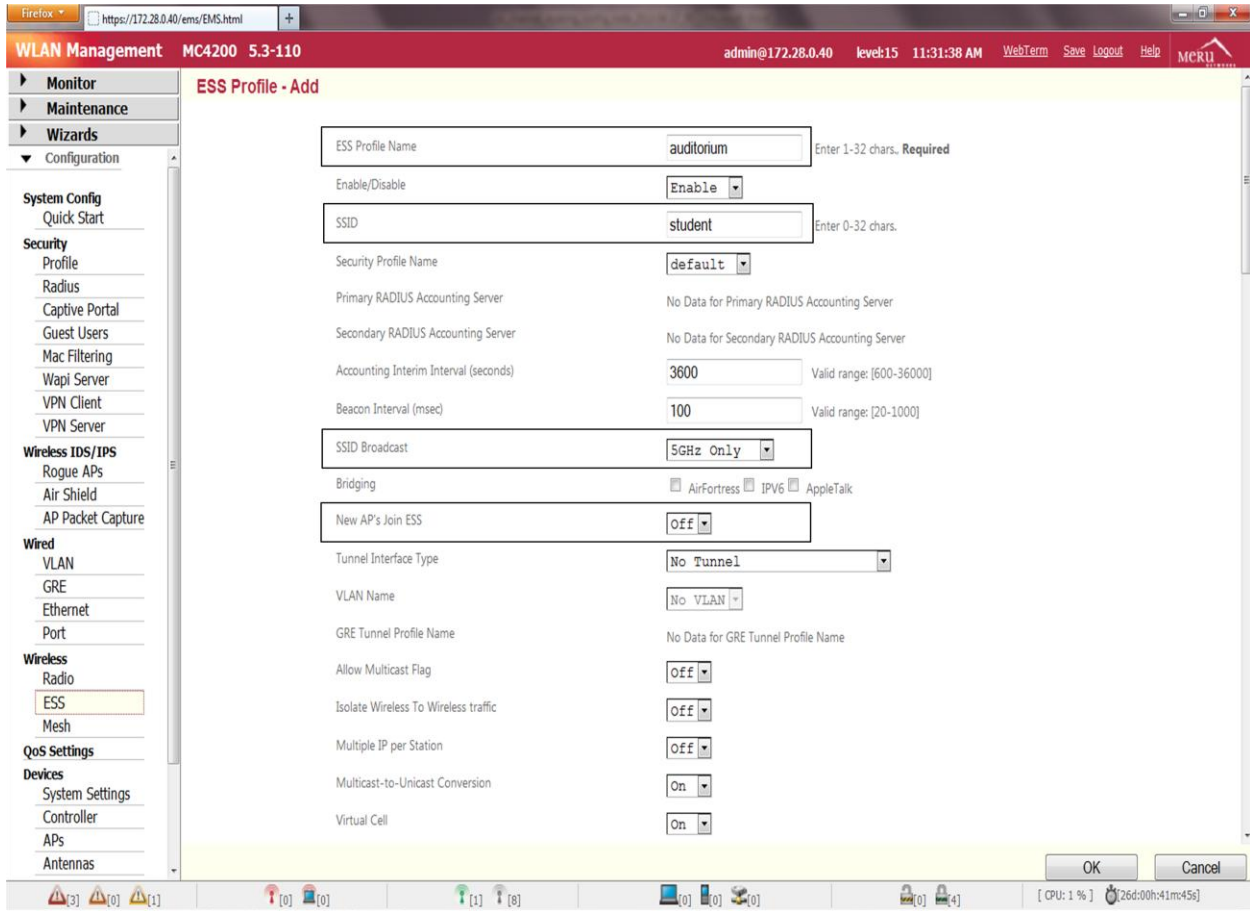 Firefox
https://172.28.0.40/ems/EMS.html
+
WLAN Management MC4200 5.3-110
admin@172.28.0.40 level:15 11:31:38 AM WebTerm Save Logout Help
MERU
NETWORKS
Monitor
Maintenance
Wizards
Configuration
System Config
Quick Start
Security
Profile
Radius
Captive Portal
Guest Users
Mac Filtering
Wapi Server
VPN Client
VPN Server
Wireless IDS/IPS
Rogue APs
Air Shield
AP Packet Capture
Wired
VLAN
GRE
Ethernet
Port
Wireless
Radio
ESS
Mesh
QoS Settings
Devices
System Settings
Controller
APs
Antennas
ESS Profile - Add
ESS Profile Name auditorium Enter 1-32 chars., Required
Enable/Disable Enable
SSID student Enter 0-32 chars.
Security Profile Name default
Primary RADIUS Accounting Server No Data for Primary RADIUS Accounting Server
Secondary RADIUS Accounting Server No Data for Secondary RADIUS Accounting Server
Accounting Interim Interval (seconds) 3600 Valid range: [600-36000]
Beacon Interval (msec) 100 Valid range: [20-1000]
SSID Broadcast 5GHz Only
Bridging AirFortress IPV6 AppleTalk
New AP's Join ESS Off
Tunnel Interface Type No Tunnel
VLAN Name No VLAN
GRE Tunnel Profile Name No Data for GRE Tunnel Profile Name
Allow Multicast Flag Off
Isolate Wireless To Wireless traffic Off
Multiple IP per Station Off
Multicast-to-Unicast Conversion On
Virtual Cell On
OK Cancel
[3] [0] [1] [0] [0] [1] [8] [0] [0] [0] [0] [4] [ CPU: 1 % ] [26d:00h:41m:45s]